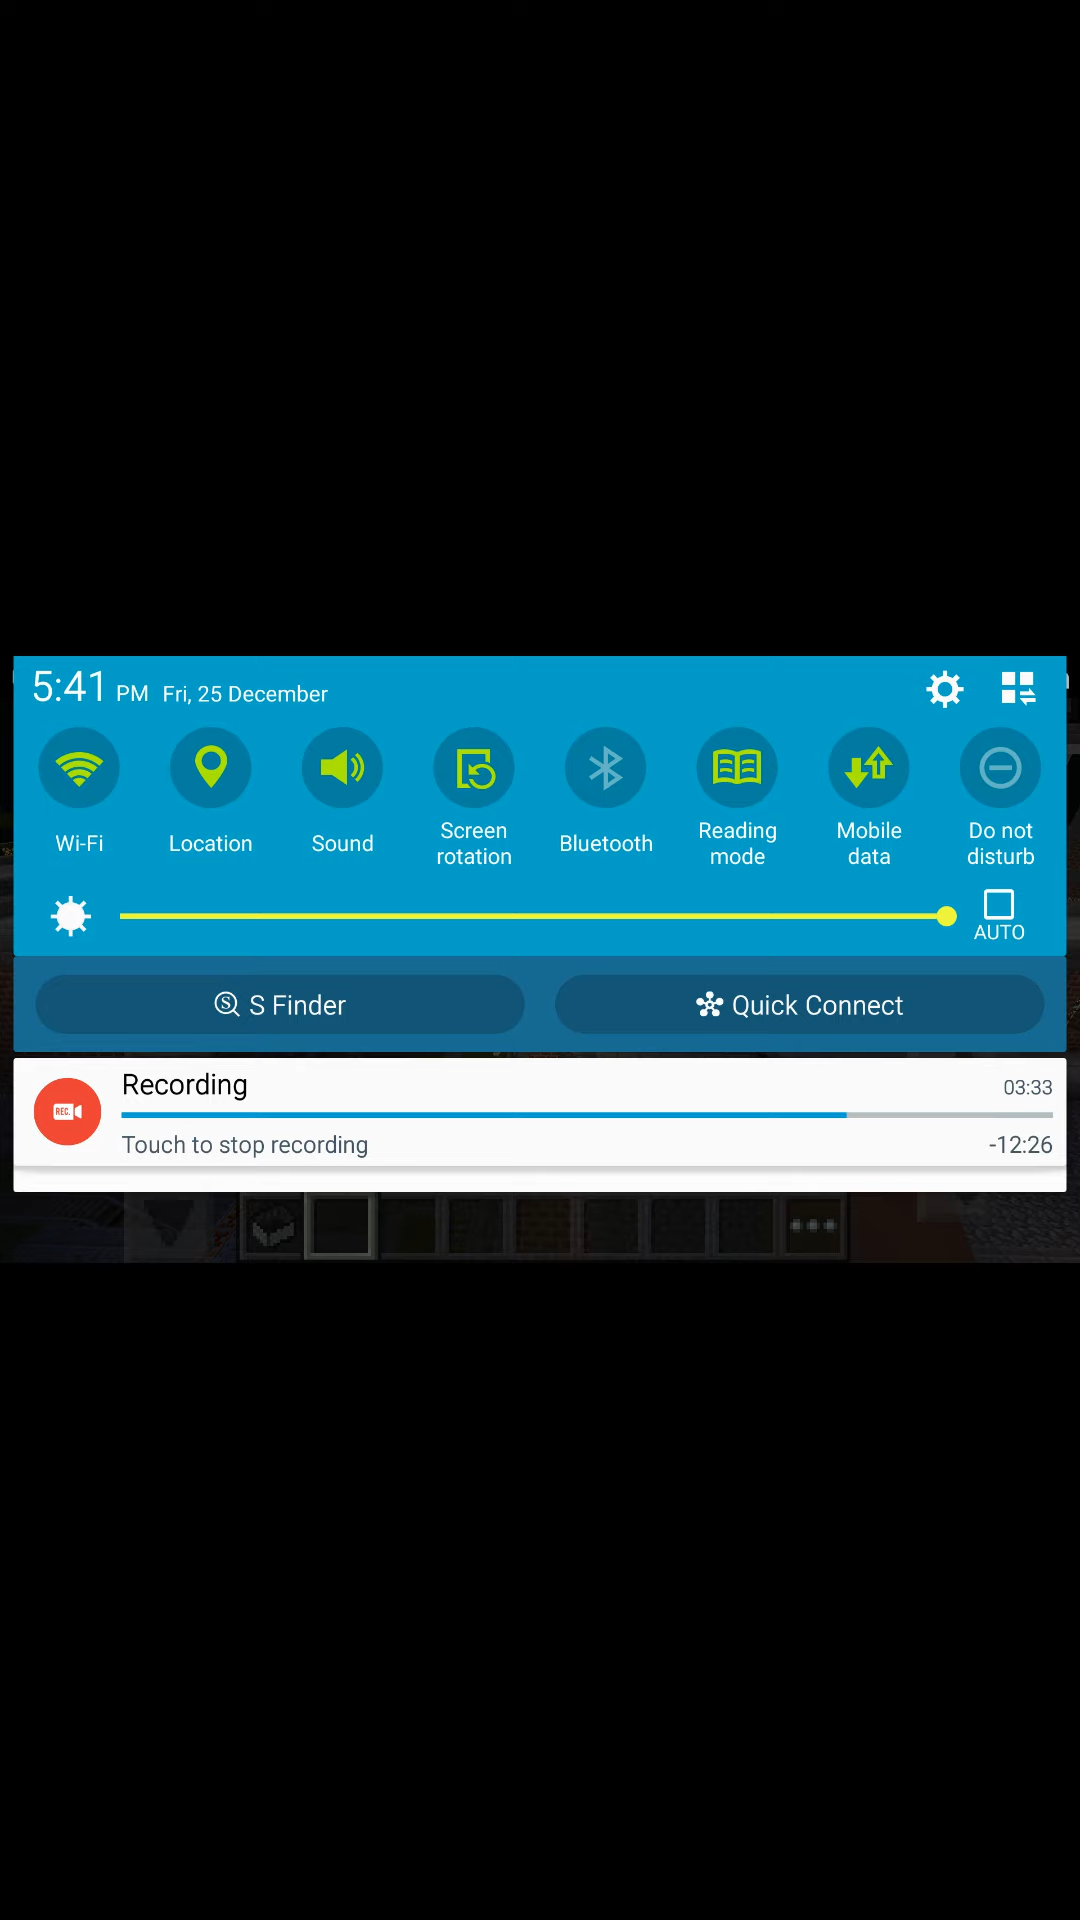 5:41 PM Fri, 25 December
Wi-Fi
Location
Sound
Screen
rotation
Bluetooth
Reading
mode
Mobile
data
Do not
disturb
AUTO
S Finder
Quick Connect
REC.
Recording
03:33
Touch to stop recording
-12:26